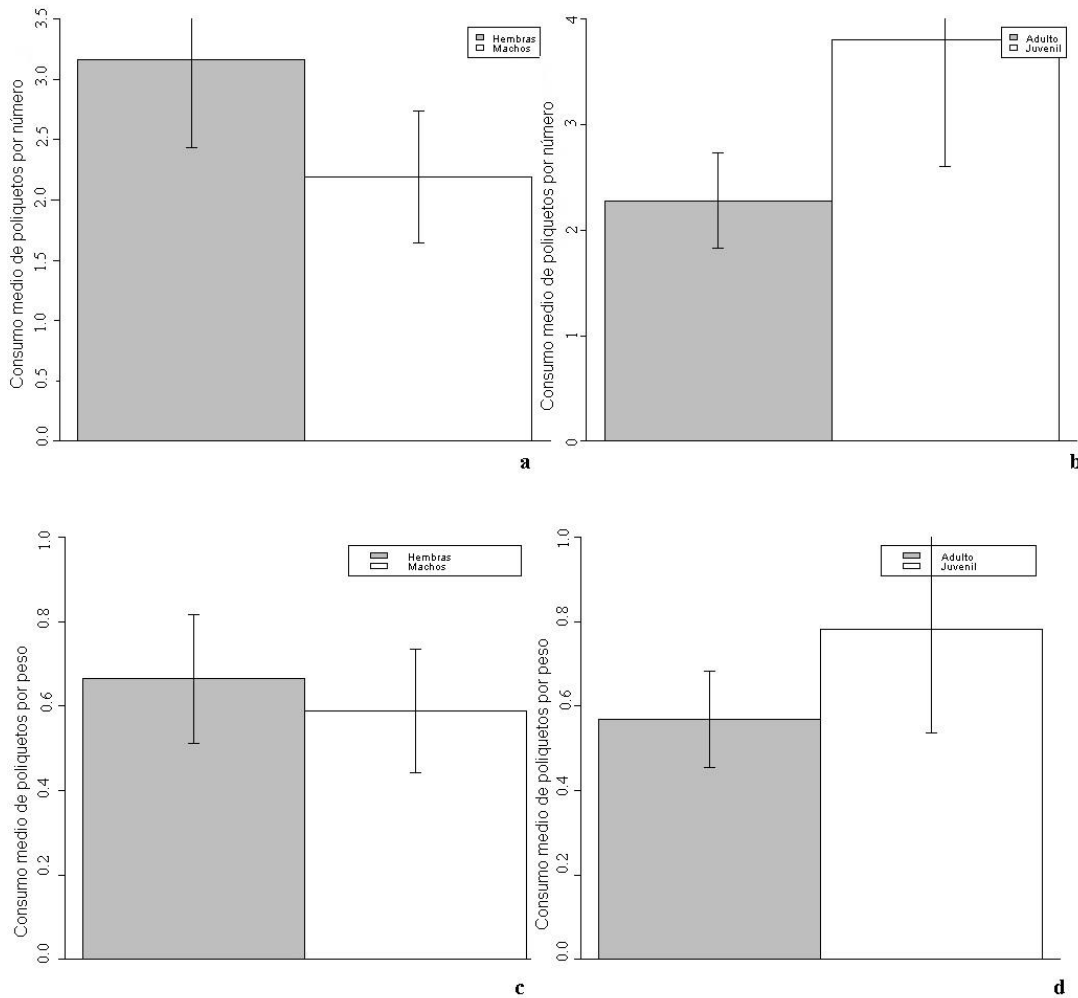 Consumo medio de poliquetos por número
3.5
3.0
2.5
2.0
1.5
1.0
0.5
0.0
Hembras
Machos
a
Consumo medio de poliquetos por número
4
3
2
1
0
Adulto
Juvenil
b
Consumo medio de poliquetos por peso
1.0
0.8
0.6
0.4
0.2
0.0
Hembras
Machos
c
Consumo medio de poliquetos por peso
1.0
0.8
0.6
0.4
0.2
0.0
Adulto
Juvenil
d